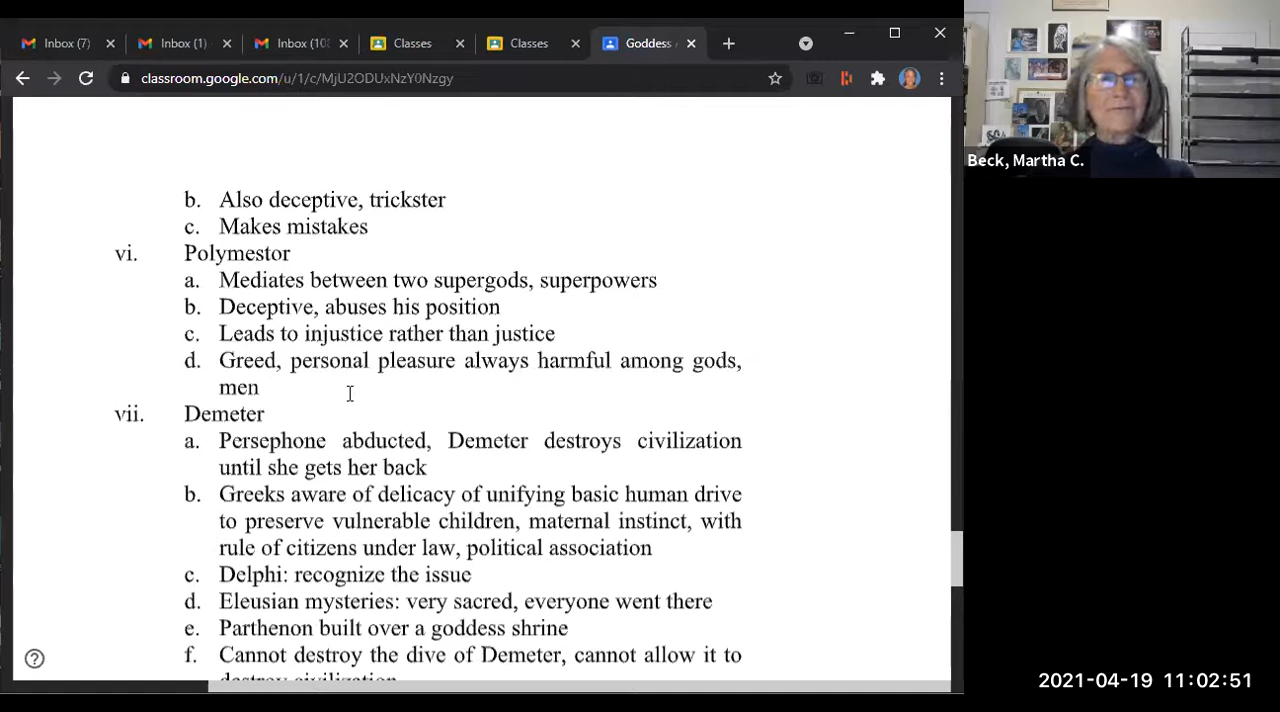 Inbox (7)
Inbox (1)
Inbox (10
Classes
Classes
Goddess
classroom.google.com/u/1/c/MjU2ODUxNzY0Nzgy
Beck, Martha C.
b. Also deceptive, trickster
c. Makes mistakes
vi. Polymestor
a. Mediates between two supergods, superpowers
b. Deceptive, abuses his position
c. Leads to injustice rather than justice
d. Greed, personal pleasure always harmful among gods,
men
vii. Demeter
a. Persephone abducted, Demeter destroys civilization
until she gets her back
b. Greeks aware of delicacy of unifying basic human drive
to preserve vulnerable children, maternal instinct, with
rule of citizens under law, political association
c. Delphi: recognize the issue
d. Eleusian mysteries: very sacred, everyone went there
e. Parthenon built over a goddess shrine
f. Cannot destroy the dive of Demeter, cannot allow it to
destroy civilization
2021-04-19 11:02:51